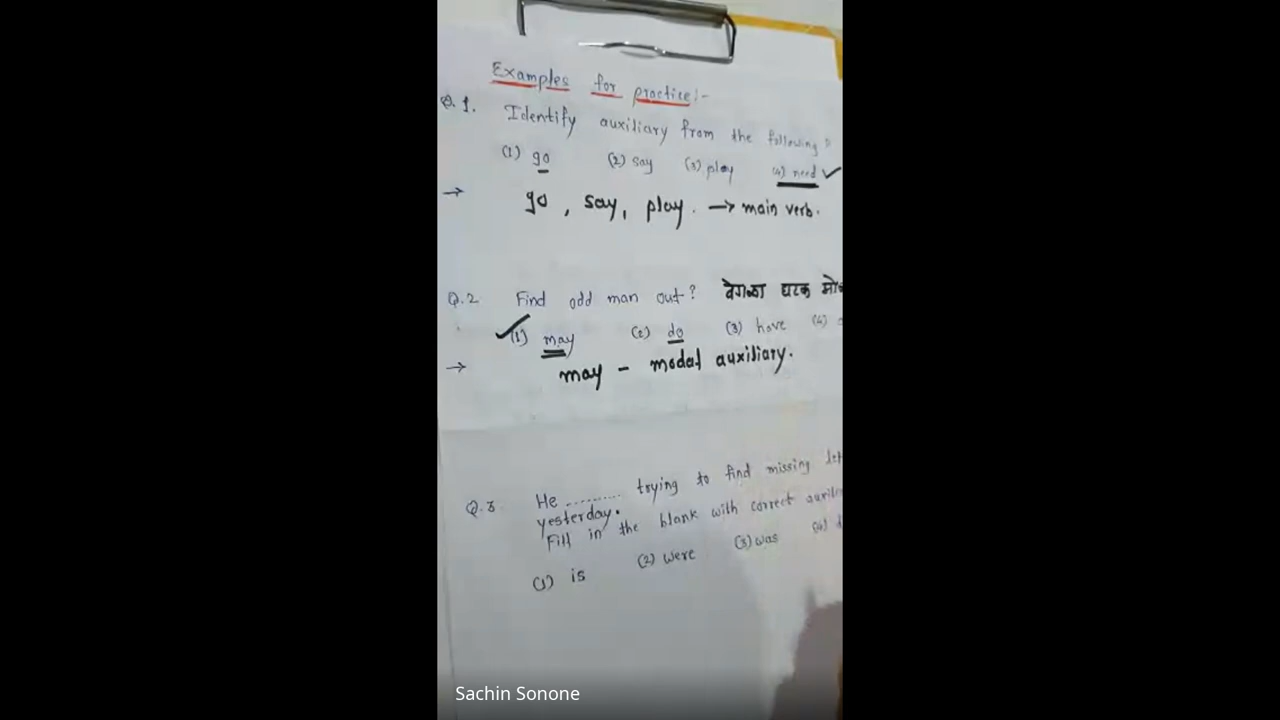 Examples for practice:-
Q.1. Identify auxiliary from the following
(1) go (2) say (3) play (4) need ✓
→ go, say, play. → main verb.
Q.2 Find odd man out? वेगळा घटक
✓(1) may (2) do (3) have (4)
→ may - modal auxiliary.
Q.3. He .......... trying to find missing
yesterday.
Fill in the blank with correct
(1) is (2) were (3) was (4)
Sachin Sonone